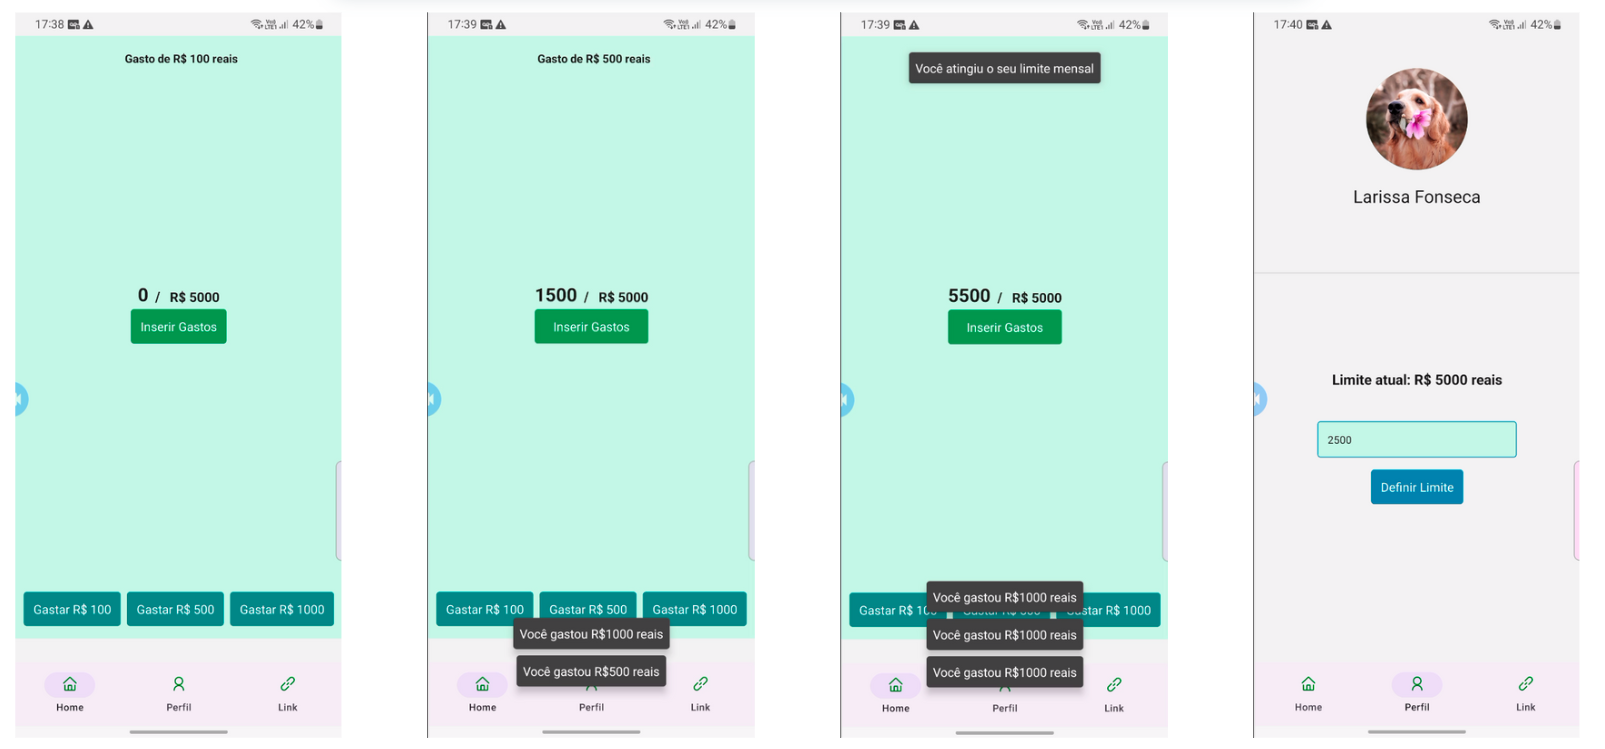 17:38
42%
Gasto de R$ 100 reais
0 / R$ 5000
Inserir Gastos
Gastar R$ 100
Gastar R$ 500
Gastar R$ 1000
Home
Perfil
Link
17:39
42%
Gasto de R$ 500 reais
1500 / R$ 5000
Inserir Gastos
Gastar R$ 100
Gastar R$ 500
Gastar R$ 1000
Você gastou R$1000 reais
Você gastou R$500 reais
Home
Perfil
Link
17:39
42%
Você atingiu o seu limite mensal
5500 / R$ 5000
Inserir Gastos
Você gastou R$1000 reais
Gastar R$ 10
Gastar R$ 1000
Você gastou R$1000 reais
Você gastou R$1000 reais
Home
Perfil
Link
17:40
42%
Larissa Fonseca
Limite atual: R$ 5000 reais
2500
Definir Limite
Home
Perfil
Link